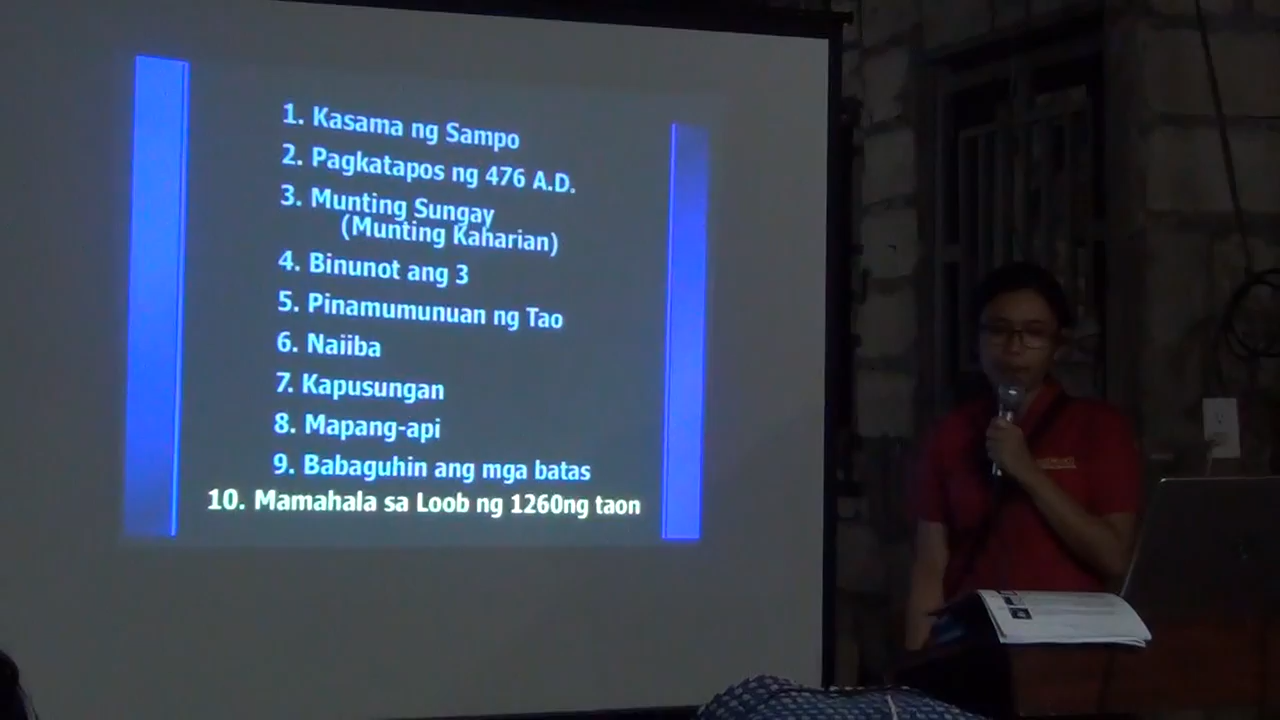 1. Kasama ng Sampo
2. Pagkatapos ng 476 A.D.
3. Munting Sungay
(Munting Kaharian)
4. Binunot ang 3
5. Pinamumunuan ng Tao
6. Naiiba
7. Kapusungan
8. Mapang-api
9. Babaguhin ang mga batas
10. Mamahala sa Loob ng 1260ng taon